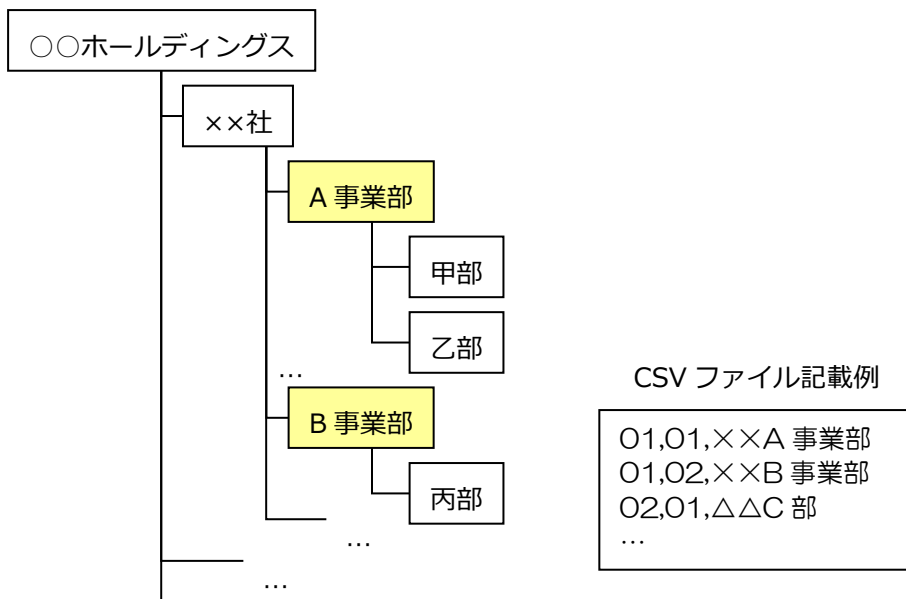 ○○ホールディングス
××社
A 事業部
甲部
乙部
…
B 事業部
丙部
…
…
CSV ファイル記載例
01,01,××A 事業部
01,02,××B 事業部
02,01,△△C 部
…